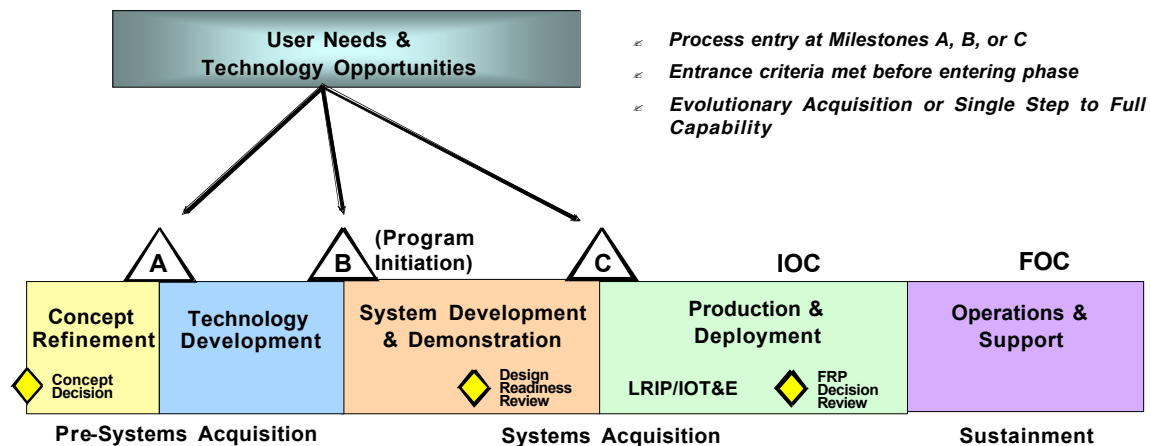 User Needs &
Technology Opportunities
Process entry at Milestones A, B, or C
Entrance criteria met before entering phase
Evolutionary Acquisition or Single Step to Full
Capability
A
B
(Program
Initiation)
C
IOC
FOC
Concept
Refinement
Technology
Development
System Development
& Demonstration
Production &
Deployment
Operations &
Support
Concept
Decision
Design
Readiness
Review
LRIP/IOT&E
FRP
Decision
Review
Pre-Systems Acquisition
Systems Acquisition
Sustainment